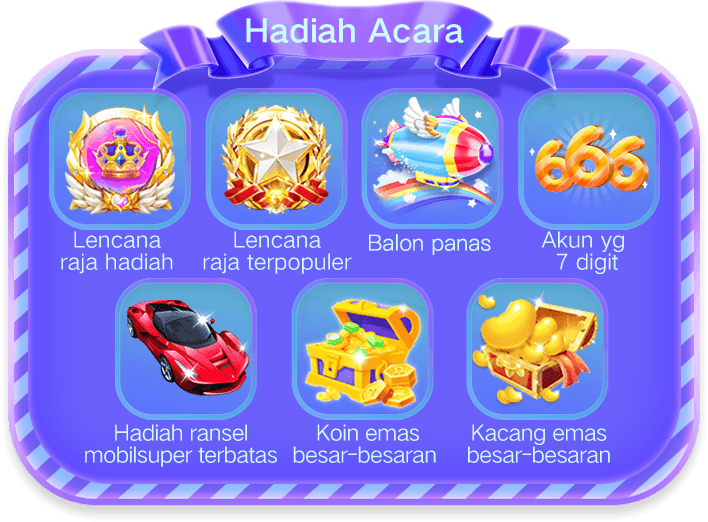 Hadiah Acara
666
Lencana
raja hadiah
Lencana
raja terpopuler
Balon panas
Akun yg
7 digit
Hadiah ransel
mobilsuper terbatas
Koin emas
besar-besaran
Kacang emas
besar-besaran